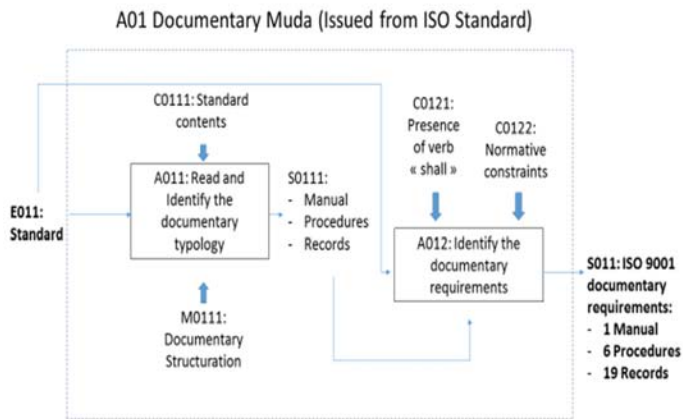 A01 Documentary Muda (Issued from ISO Standard)
C0111: Standard
contents
C0121:
Presence
of verb
« shall »
C0122:
Normative
constraints
A011: Read and
Identify the
documentary
typology
S0111:
- Manual
- Procedures
- Records
E011:
Standard
A012: Identify the
documentary
requirements
S011: ISO 9001
documentary
requirements:
- 1 Manual
- 6 Procedures
- 19 Records
M0111:
Documentary
Structuration